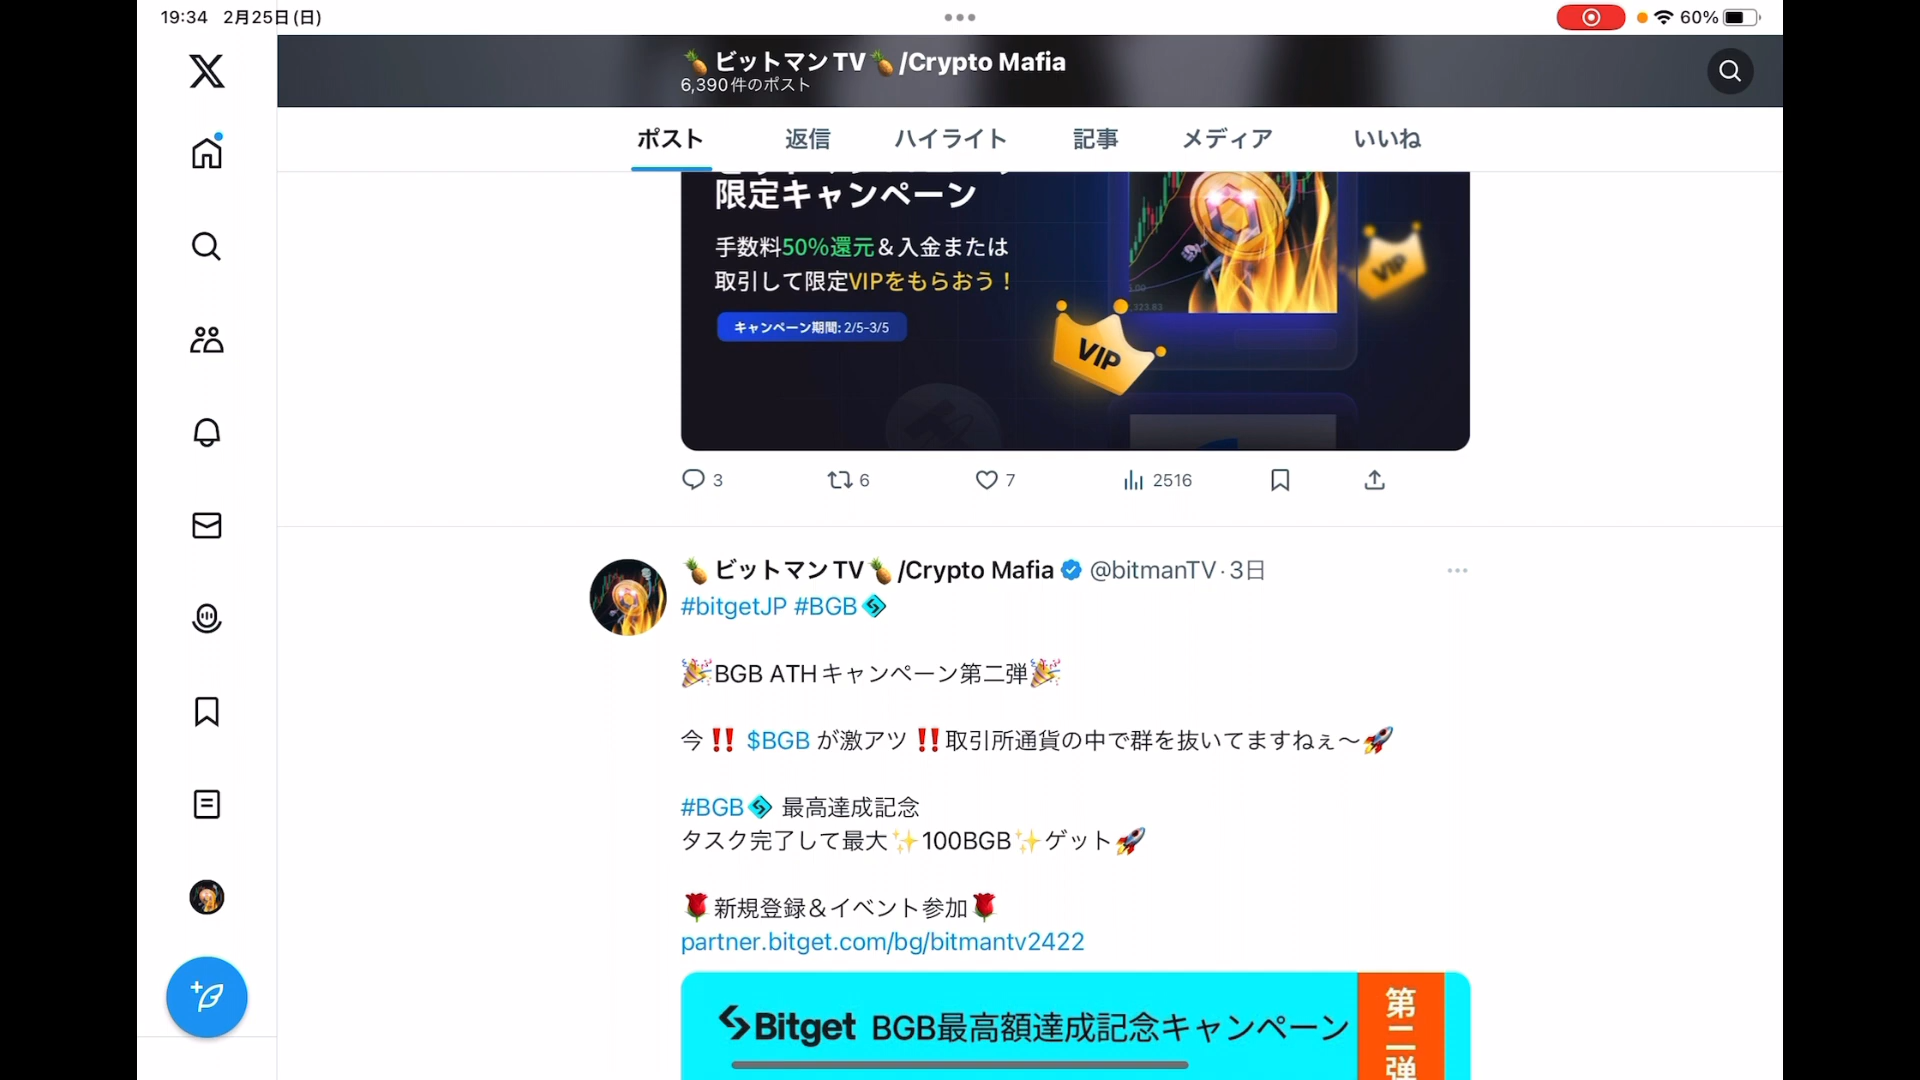 19:34 2月25日(日)
60%
🍍ビットマンTV🍍/Crypto Mafia
6,390件のポスト
ポスト 返信 ハイライト 記事 メディア いいね
限定キャンペーン
手数料50%還元＆入金または
取引して限定VIPをもらおう！
キャンペーン期間: 2/5-3/5
VIP
VIP
323.83
3 6 7 2516
🍍ビットマンTV🍍/Crypto Mafia @bitmanTV·3日
#bitgetJP #BGB
🎉BGB ATHキャンペーン第二弾🎉
今‼️ $BGB が激アツ‼️取引所通貨の中で群を抜いてますねぇ〜🚀
#BGB 最高達成記念
タスク完了して最大✨100BGB✨ゲット🚀
🌹新規登録＆イベント参加🌹
partner.bitget.com/bg/bitmantv2422
Bitget BGB最高額達成記念キャンペーン
第二弾